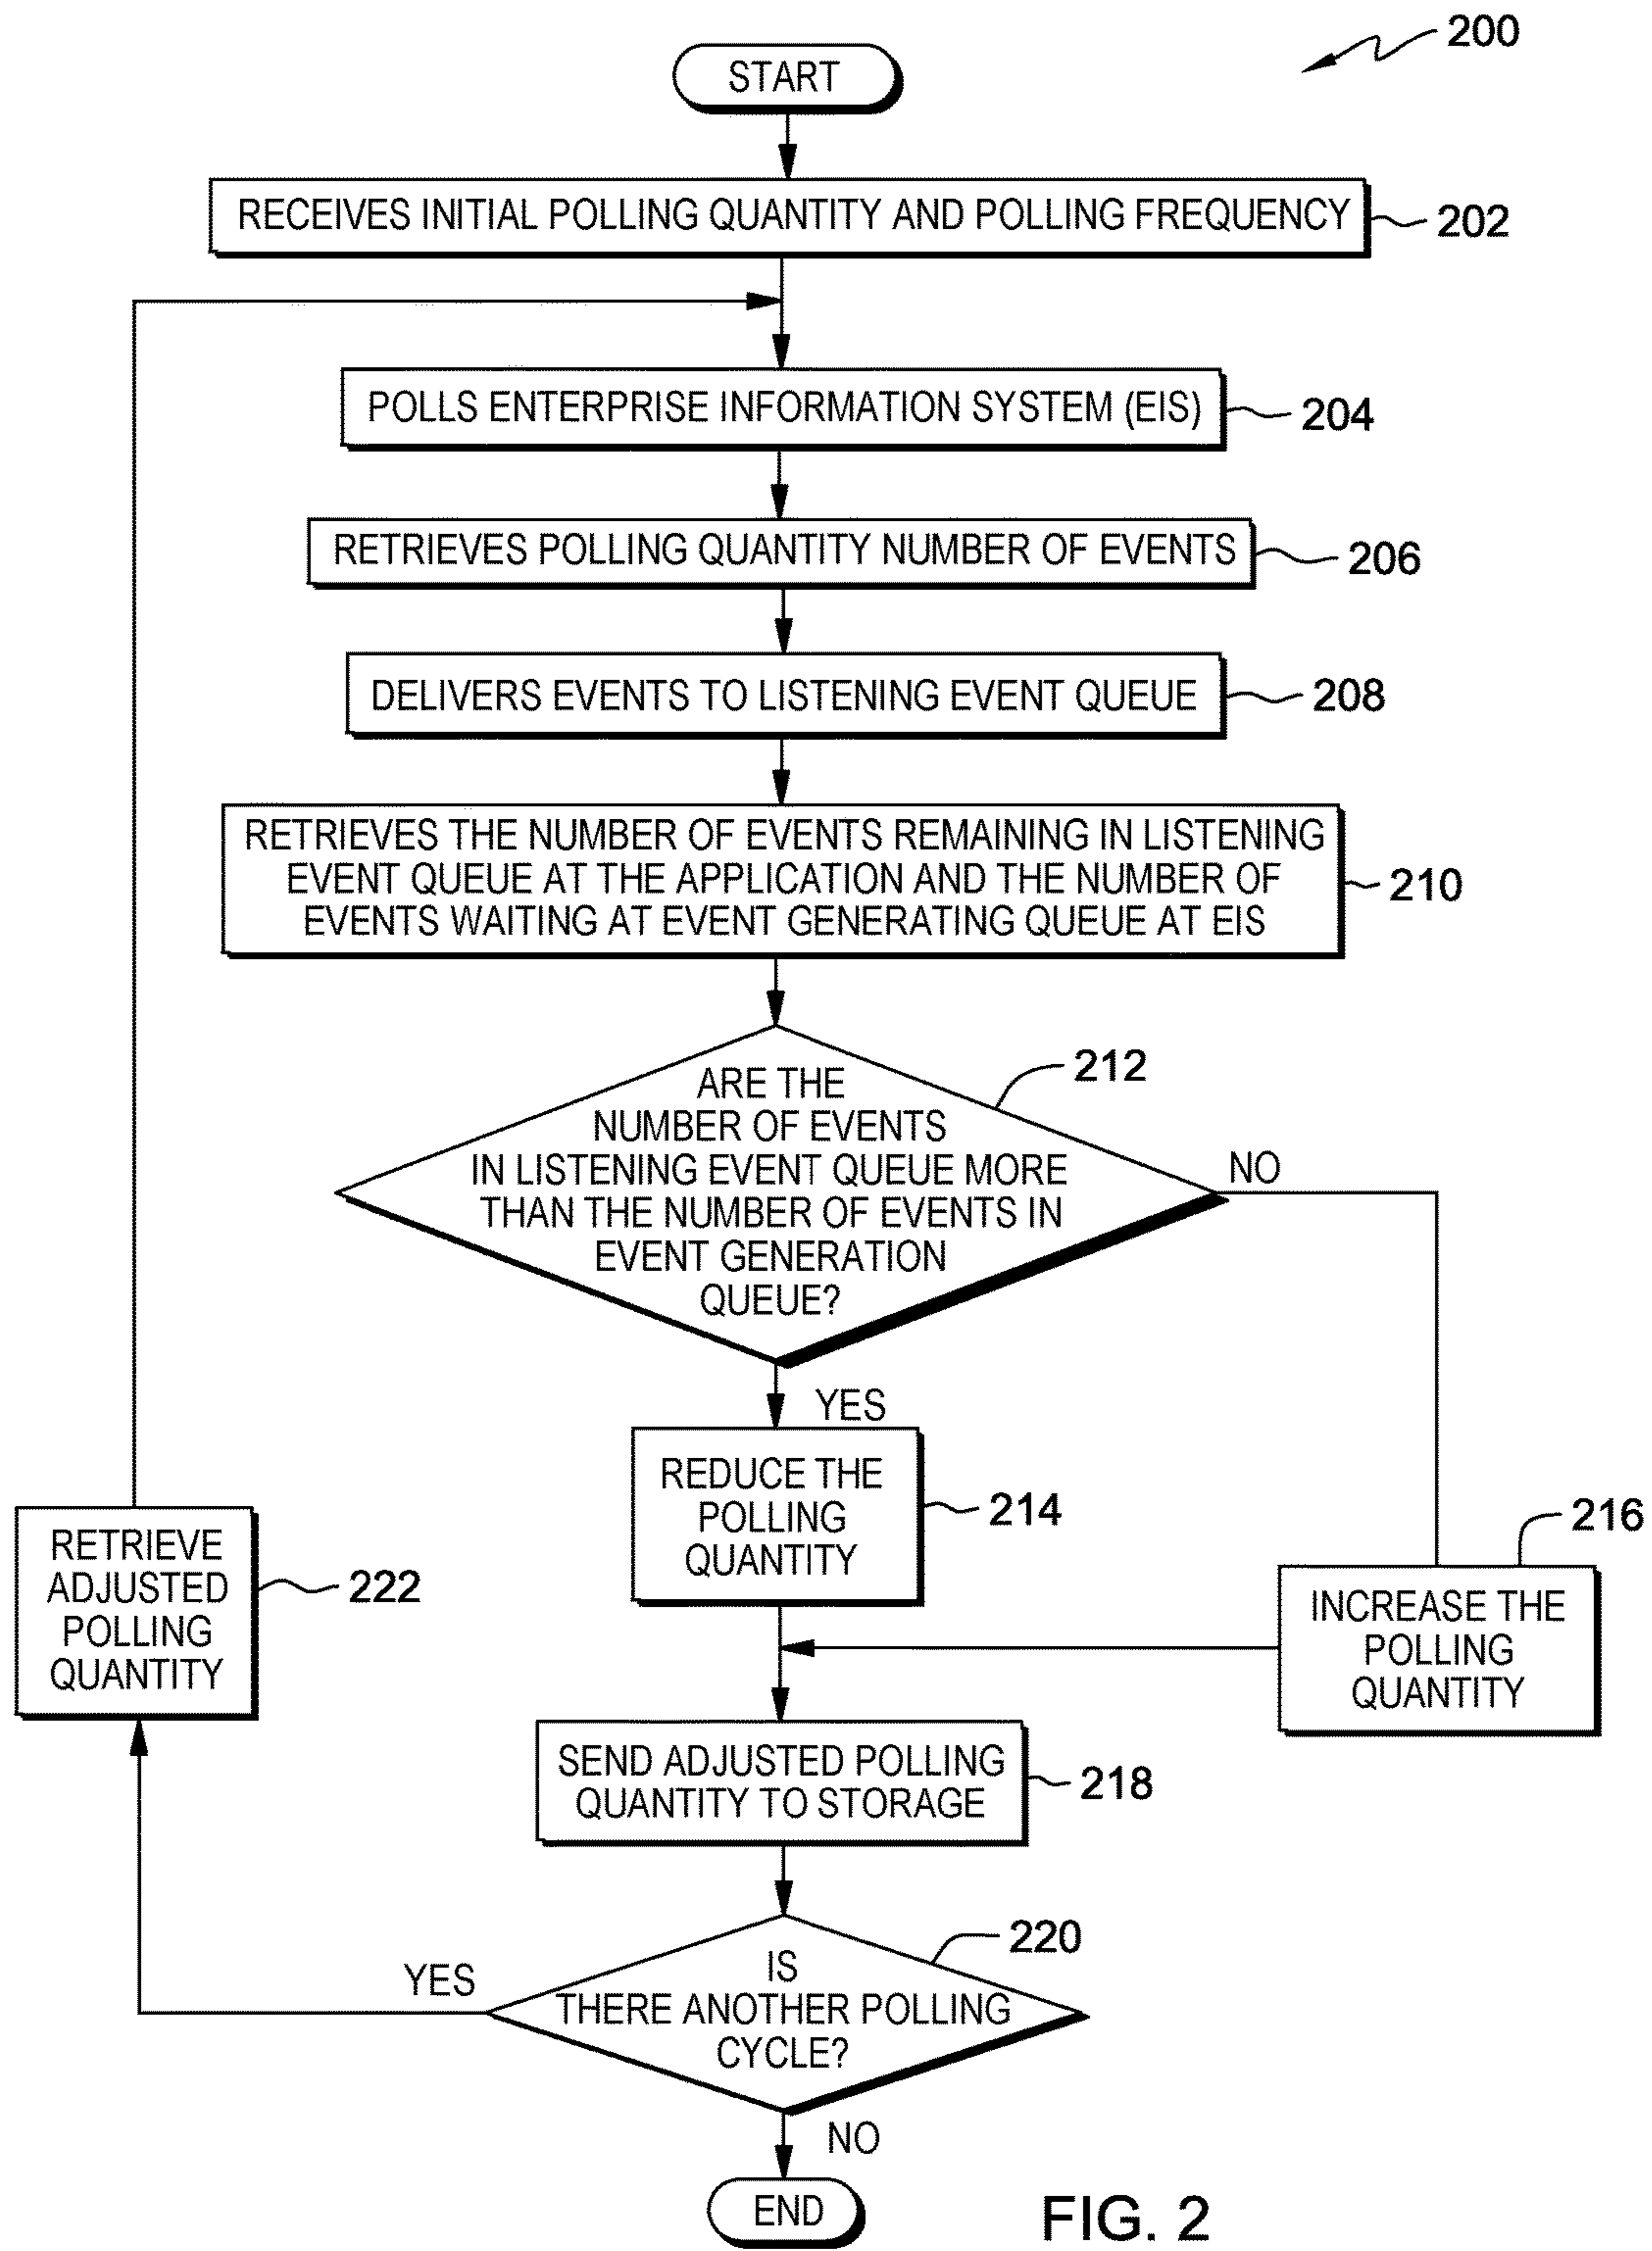 200
START
RECEIVES INITIAL POLLING QUANTITY AND POLLING FREQUENCY
202
POLLS ENTERPRISE INFORMATION SYSTEM (EIS)
204
RETRIEVES POLLING QUANTITY NUMBER OF EVENTS
206
DELIVERS EVENTS TO LISTENING EVENT QUEUE
208
RETRIEVES THE NUMBER OF EVENTS REMAINING IN LISTENING
EVENT QUEUE AT THE APPLICATION AND THE NUMBER OF
EVENTS WAITING AT EVENT GENERATING QUEUE AT EIS
210
ARE THE
NUMBER OF EVENTS
IN LISTENING EVENT QUEUE MORE
THAN THE NUMBER OF EVENTS IN
EVENT GENERATION
QUEUE?
212
NO
YES
REDUCE THE
POLLING
QUANTITY
214
216
INCREASE THE
POLLING
QUANTITY
RETRIEVE
ADJUSTED
POLLING
QUANTITY
222
SEND ADJUSTED POLLING
QUANTITY TO STORAGE
218
IS
THERE ANOTHER POLLING
CYCLE?
220
YES
NO
END
FIG. 2